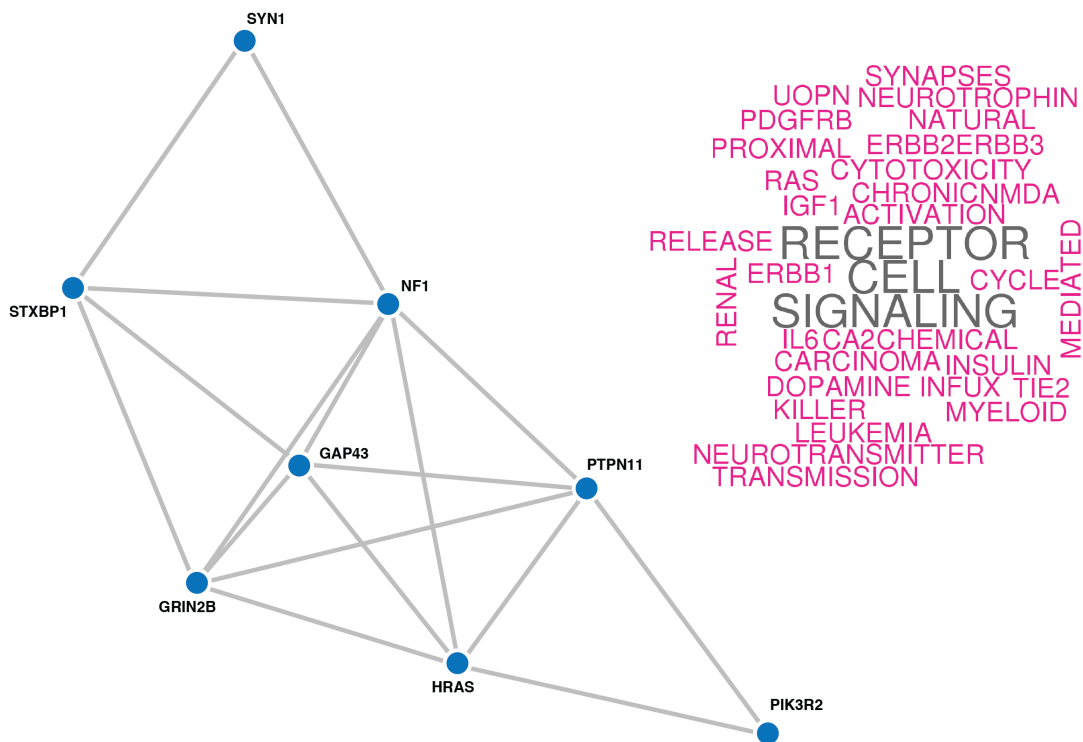 SYN1
STXBP1
NF1
GAP43
PTPN11
GRIN2B
HRAS
PIK3R2
SYNAPSES
UOPN NEUROTROPHIN
PDGFRB NATURAL
PROXIMAL ERBB2ERBB3
CYTOTOXICITY
RAS CHRONICNMDA
IGF1 ACTIVATION
RELEASE RECEPTOR
RENAL ERBB1 CELL CYCLE MEDIATED
SIGNALING
IL6 CA2CHEMICAL
CARCINOMA INSULIN
DOPAMINE INFUX TIE2
KILLER MYELOID
LEUKEMIA
NEUROTRANSMITTER
TRANSMISSION